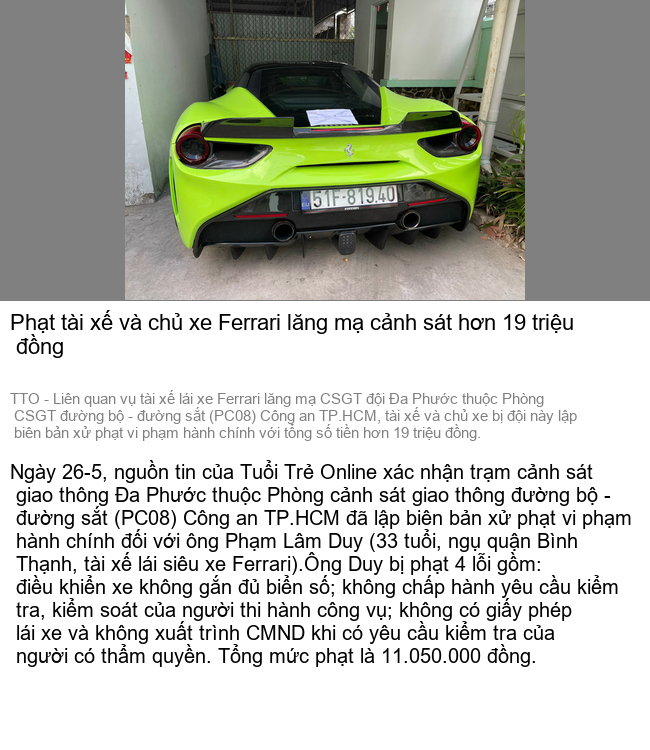 51F-819.40
FERRARI
Phạt tài xế và chủ xe Ferrari lăng mạ cảnh sát hơn 19 triệu
đồng
TTO - Liên quan vụ tài xế lái xe Ferrari lăng mạ CSGT đội Đa Phước thuộc Phòng
CSGT đường bộ - đường sắt (PC08) Công an TP.HCM, tài xế và chủ xe bị đội này lập
biên bản xử phạt vi phạm hành chính với tổng số tiền hơn 19 triệu đồng.
Ngày 26-5, nguồn tin của Tuổi Trẻ Online xác nhận trạm cảnh sát
giao thông Đa Phước thuộc Phòng cảnh sát giao thông đường bộ -
đường sắt (PC08) Công an TP.HCM đã lập biên bản xử phạt vi phạm
hành chính đối với ông Phạm Lâm Duy (33 tuổi, ngụ quận Bình
Thạnh, tài xế lái siêu xe Ferrari).Ông Duy bị phạt 4 lỗi gồm:
điều khiển xe không gắn đủ biển số; không chấp hành yêu cầu kiểm
tra, kiểm soát của người thi hành công vụ; không có giấy phép
lái xe và không xuất trình CMND khi có yêu cầu kiểm tra của
người có thẩm quyền. Tổng mức phạt là 11.050.000 đồng.